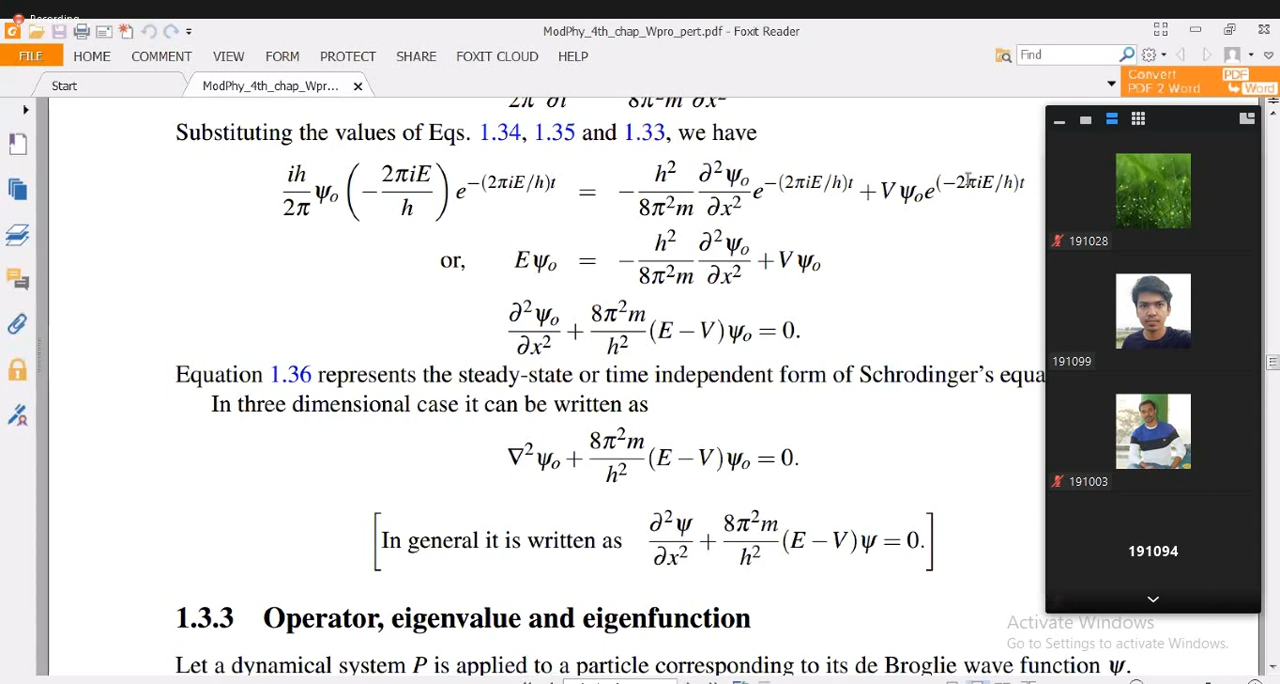 Recording
ModPhy_4th_chap_Wpro_pert.pdf - Foxit Reader
FILE HOME COMMENT VIEW FORM PROTECT SHARE FOXIT CLOUD HELP
Find
Start
ModPhy_4th_chap_Wpr...
Convert
PDF 2 Word
PDF
Word
Substituting the values of Eqs. 1.34, 1.35 and 1.33, we have
ih/2π ψₒ (−2πiE/h) e^−(2πiE/h)t = −h²/8π²m ∂²ψₒ/∂x² e^−(2πiE/h)t + Vψₒe^(−2πiE/h)t
or, Eψₒ = −h²/8π²m ∂²ψₒ/∂x² + Vψₒ
∂²ψₒ/∂x² + 8π²m/h² (E − V)ψₒ = 0.
Equation 1.36 represents the steady-state or time independent form of Schrodinger's equa
In three dimensional case it can be written as
∇²ψₒ + 8π²m/h² (E − V)ψₒ = 0.
[In general it is written as ∂²ψ/∂x² + 8π²m/h² (E − V)ψ = 0.]
1.3.3 Operator, eigenvalue and eigenfunction
Let a dynamical system P is applied to a particle corresponding to its de Broglie wave function ψ.
191028
191099
191003
191094
Activate Windows
Go to Settings to activate Windows.